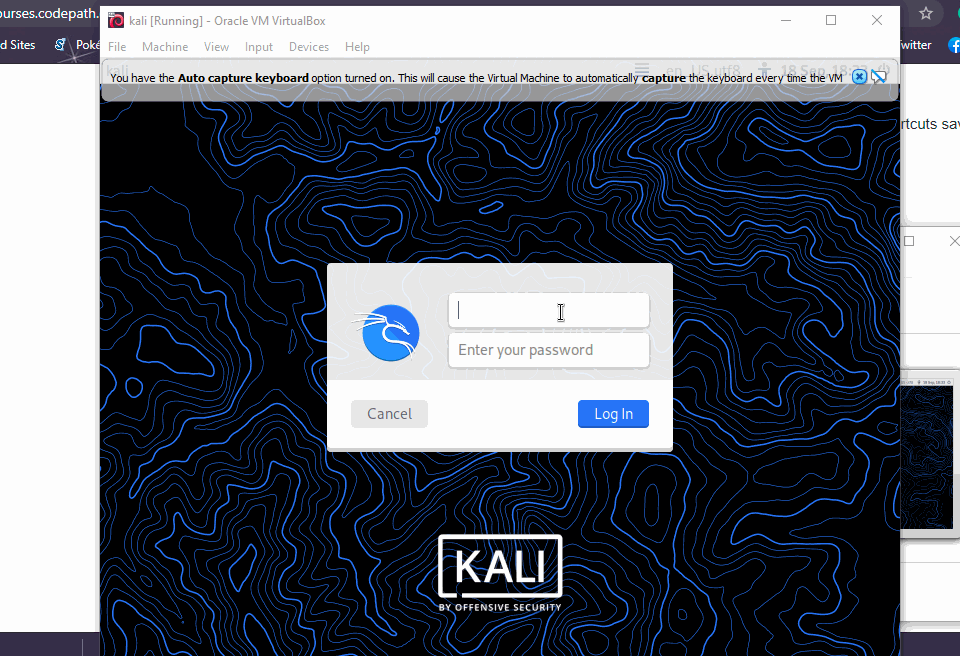 ourses.codepath.
kali [Running] - Oracle VM VirtualBox
d Sites
Poké
File Machine View Input Devices Help
witter
kali
en_US.utf8
18 Sep, 18:33
You have the Auto capture keyboard option turned on. This will cause the Virtual Machine to automatically capture the keyboard every time the VM
rtcuts sav
Enter your password
Cancel
Log In
KALI
BY OFFENSIVE SECURITY